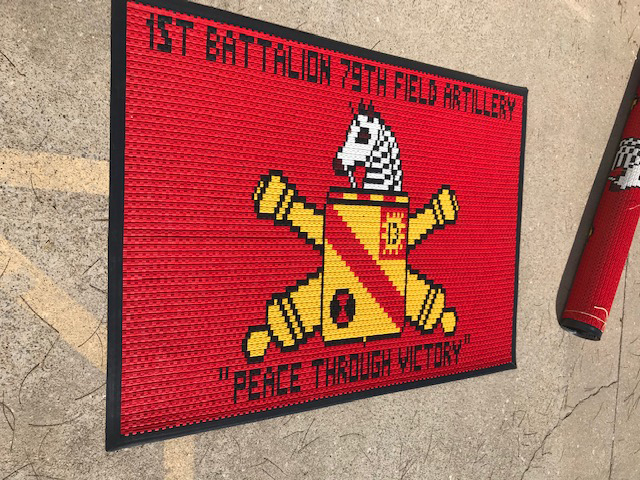 1ST BATTALION 79TH FIELD ARTILLERY
B
"PEACE THROUGH VICTORY"